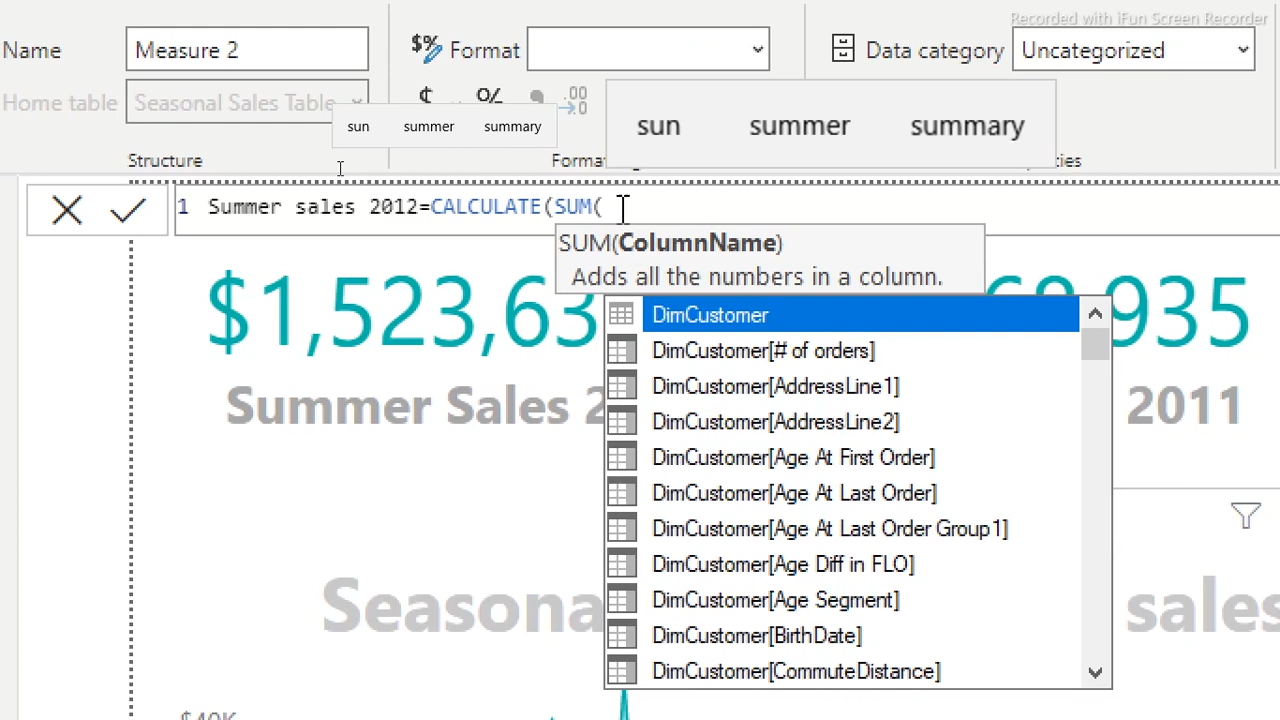 Recorded with iFun Screen Recorder
Name Measure 2 $% Format Data category Uncategorized
Home table Seasonal Sales Table $ % .00
sun summer summary
sun summer summary
Structure
1 Summer sales 2012=CALCULATE(SUM(
SUM(ColumnName)
Adds all the numbers in a column.
DimCustomer
DimCustomer[# of orders]
DimCustomer[AddressLine1]
DimCustomer[AddressLine2]
DimCustomer[Age At First Order]
DimCustomer[Age At Last Order]
DimCustomer[Age At Last Order Group1]
DimCustomer[Age Diff in FLO]
DimCustomer[Age Segment]
DimCustomer[BirthDate]
DimCustomer[CommuteDistance]
Summer Sales 2011
sales